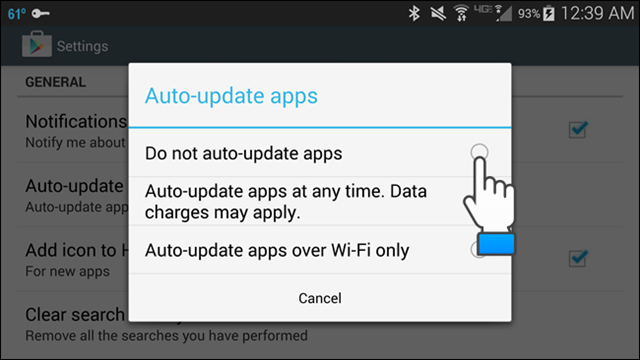 61° 4G LTE 93% 12:39 AM
Settings
GENERAL
Notifications
Notify me about
Auto-update apps
Do not auto-update apps
Auto-update
Auto-update app
Auto-update apps at any time. Data
charges may apply.
Add icon to H
For new apps
Auto-update apps over Wi-Fi only
Cancel
Clear search
Remove all the searches you have performed